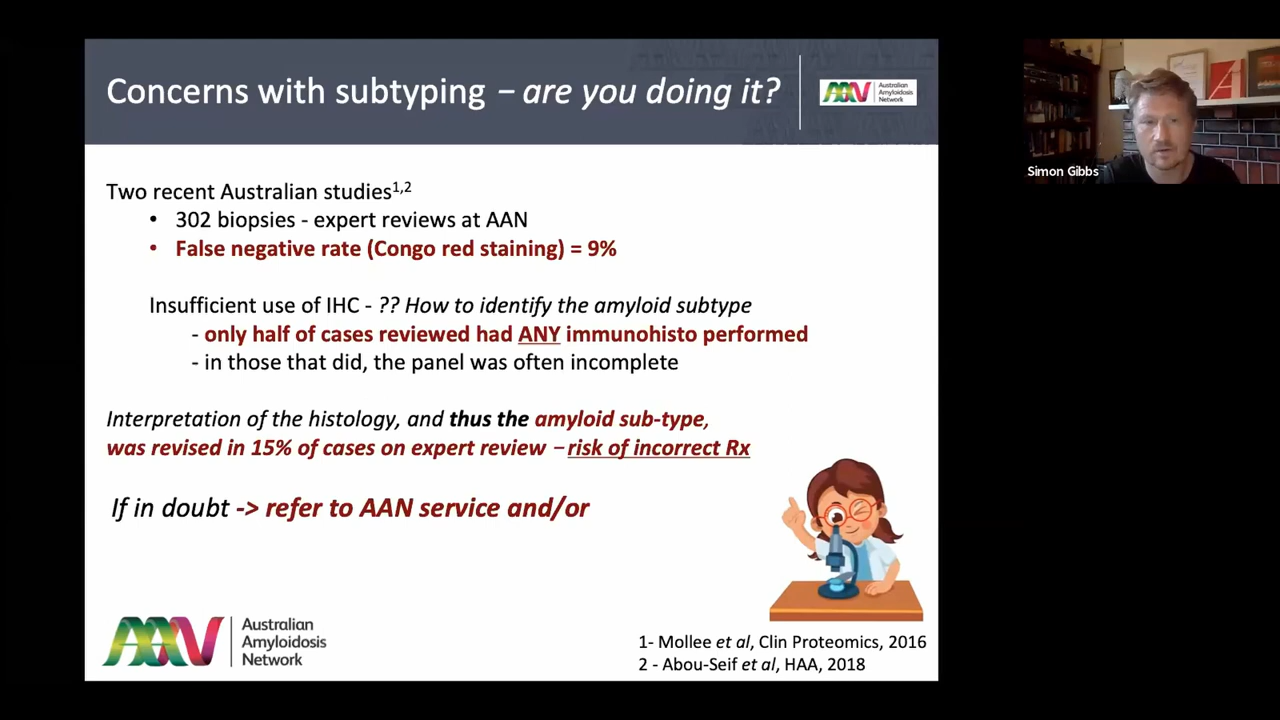 Concerns with subtyping – are you doing it?
Australian
Amyloidosis
Network
Simon Gibbs
Two recent Australian studies1,2
• 302 biopsies - expert reviews at AAN
• False negative rate (Congo red staining) = 9%
Insufficient use of IHC - ?? How to identify the amyloid subtype
- only half of cases reviewed had ANY immunohisto performed
- in those that did, the panel was often incomplete
Interpretation of the histology, and thus the amyloid sub-type,
was revised in 15% of cases on expert review – risk of incorrect Rx
If in doubt -> refer to AAN service and/or
AAN
Australian
Amyloidosis
Network
1- Mollee et al, Clin Proteomics, 2016
2 - Abou-Seif et al, HAA, 2018